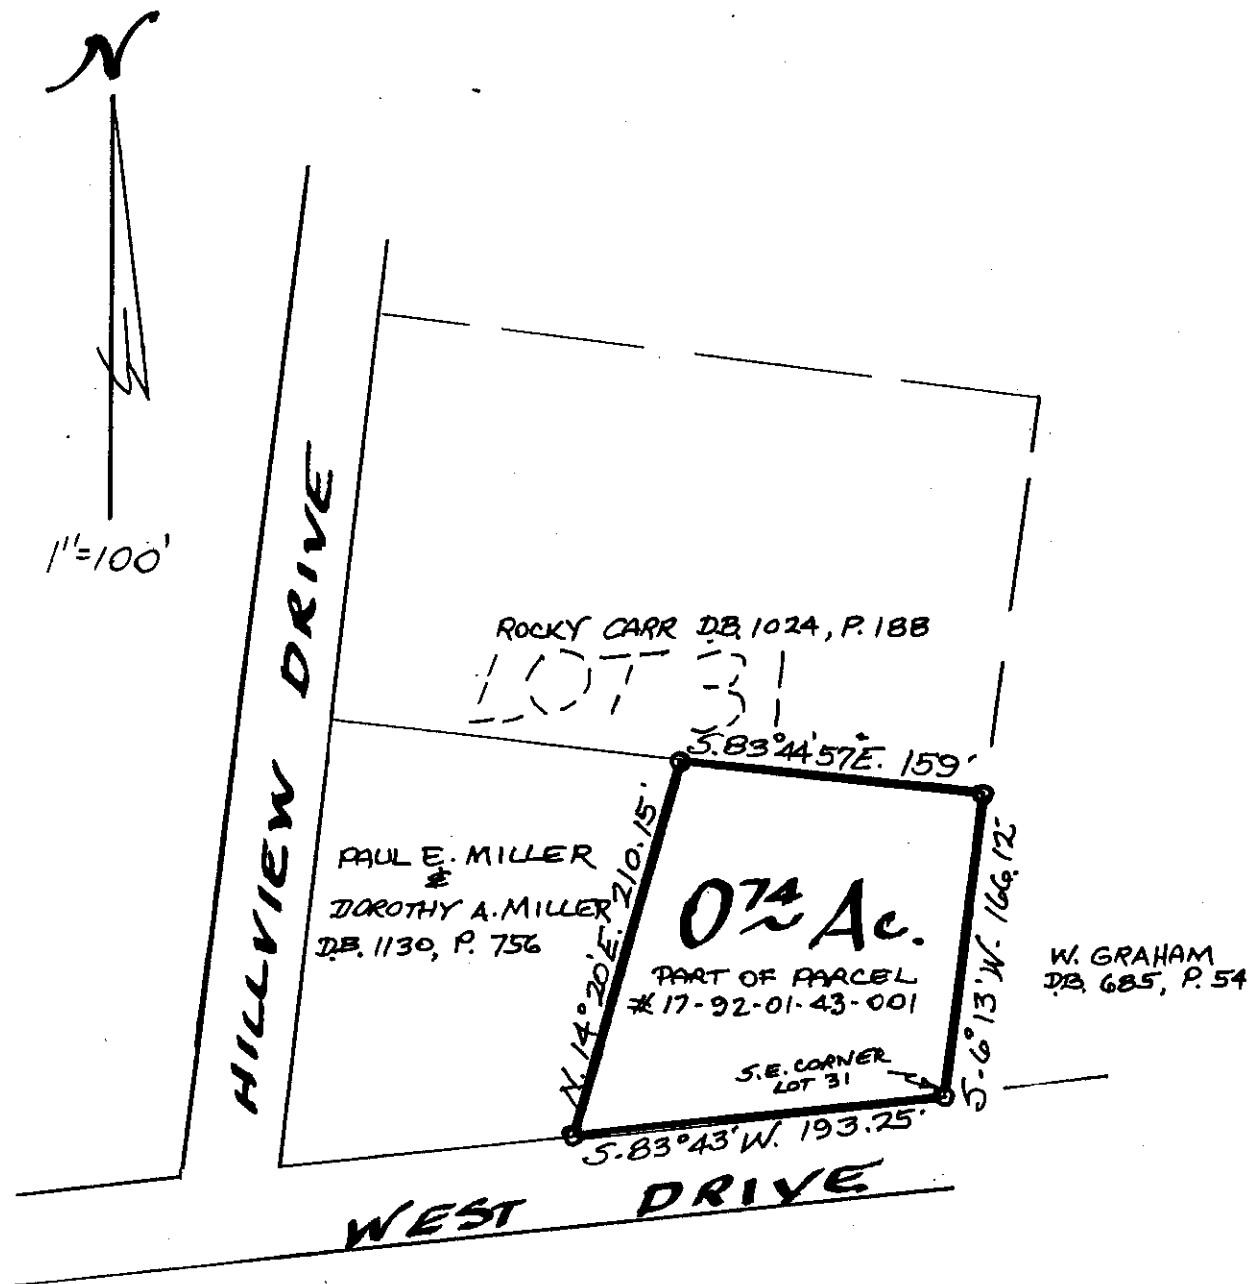 N
1"=100'
HILLVIEW DRIVE
ROCKY CARR D.B. 1024, P. 188
LOT 31
S. 83° 44' 57" E. 159'
N. 14° 20' E. 210.15'
S. 6° 13' W. 166.12'
PAUL E. MILLER
&
DOROTHY A. MILLER
D.B. 1130, P. 756
0.74 Ac.
PART OF PARCEL
# 17-92-01-43-001
W. GRAHAM
D.B. 685, P. 54
S.E. CORNER
LOT 31
S. 83° 43' W. 193.25'
WEST DRIVE